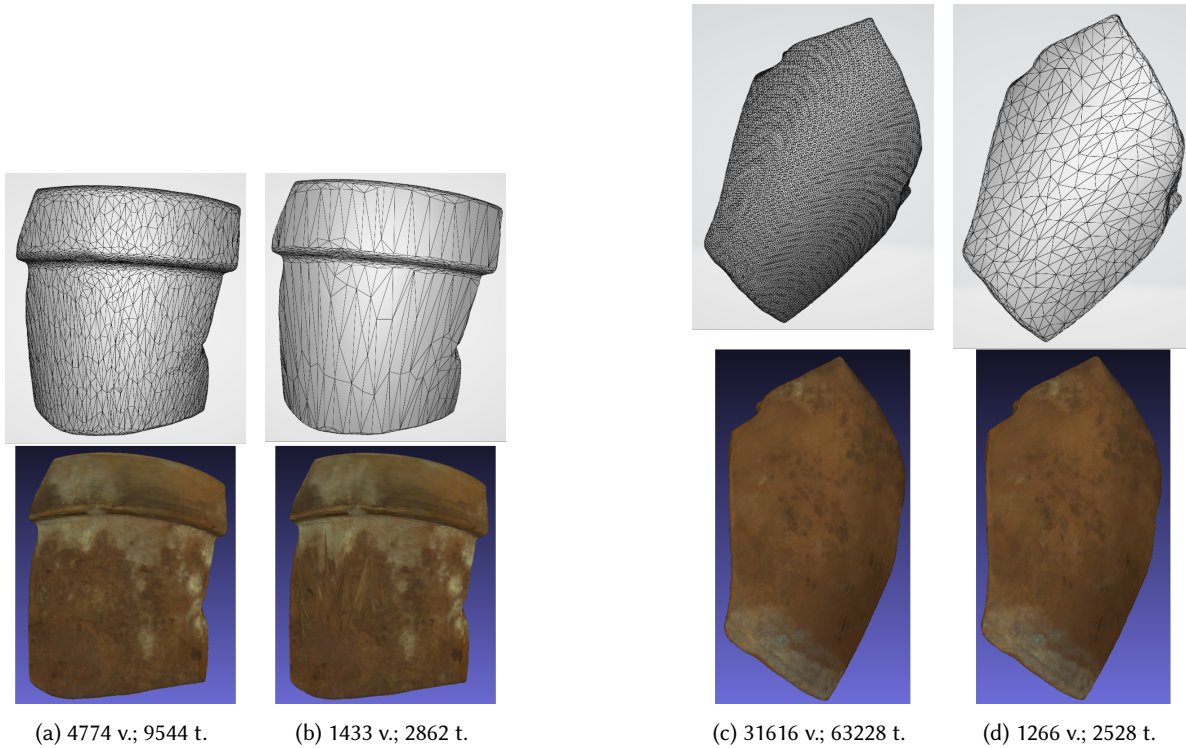 (a) 4774 v.; 9544 t.
(b) 1433 v.; 2862 t.
(c) 31616 v.; 63228 t.
(d) 1266 v.; 2528 t.